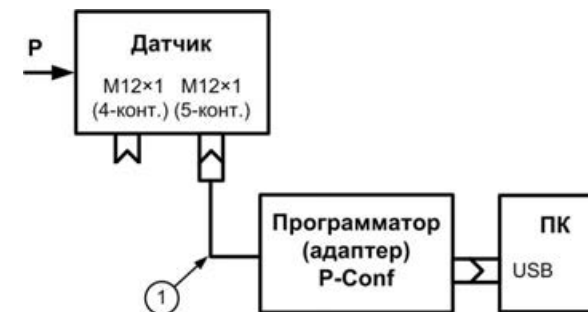 Датчик
P
M12×1 M12×1
(4-конт.) (5-конт.)
Программатор
(адаптер)
P-Conf
ПК
USB
1